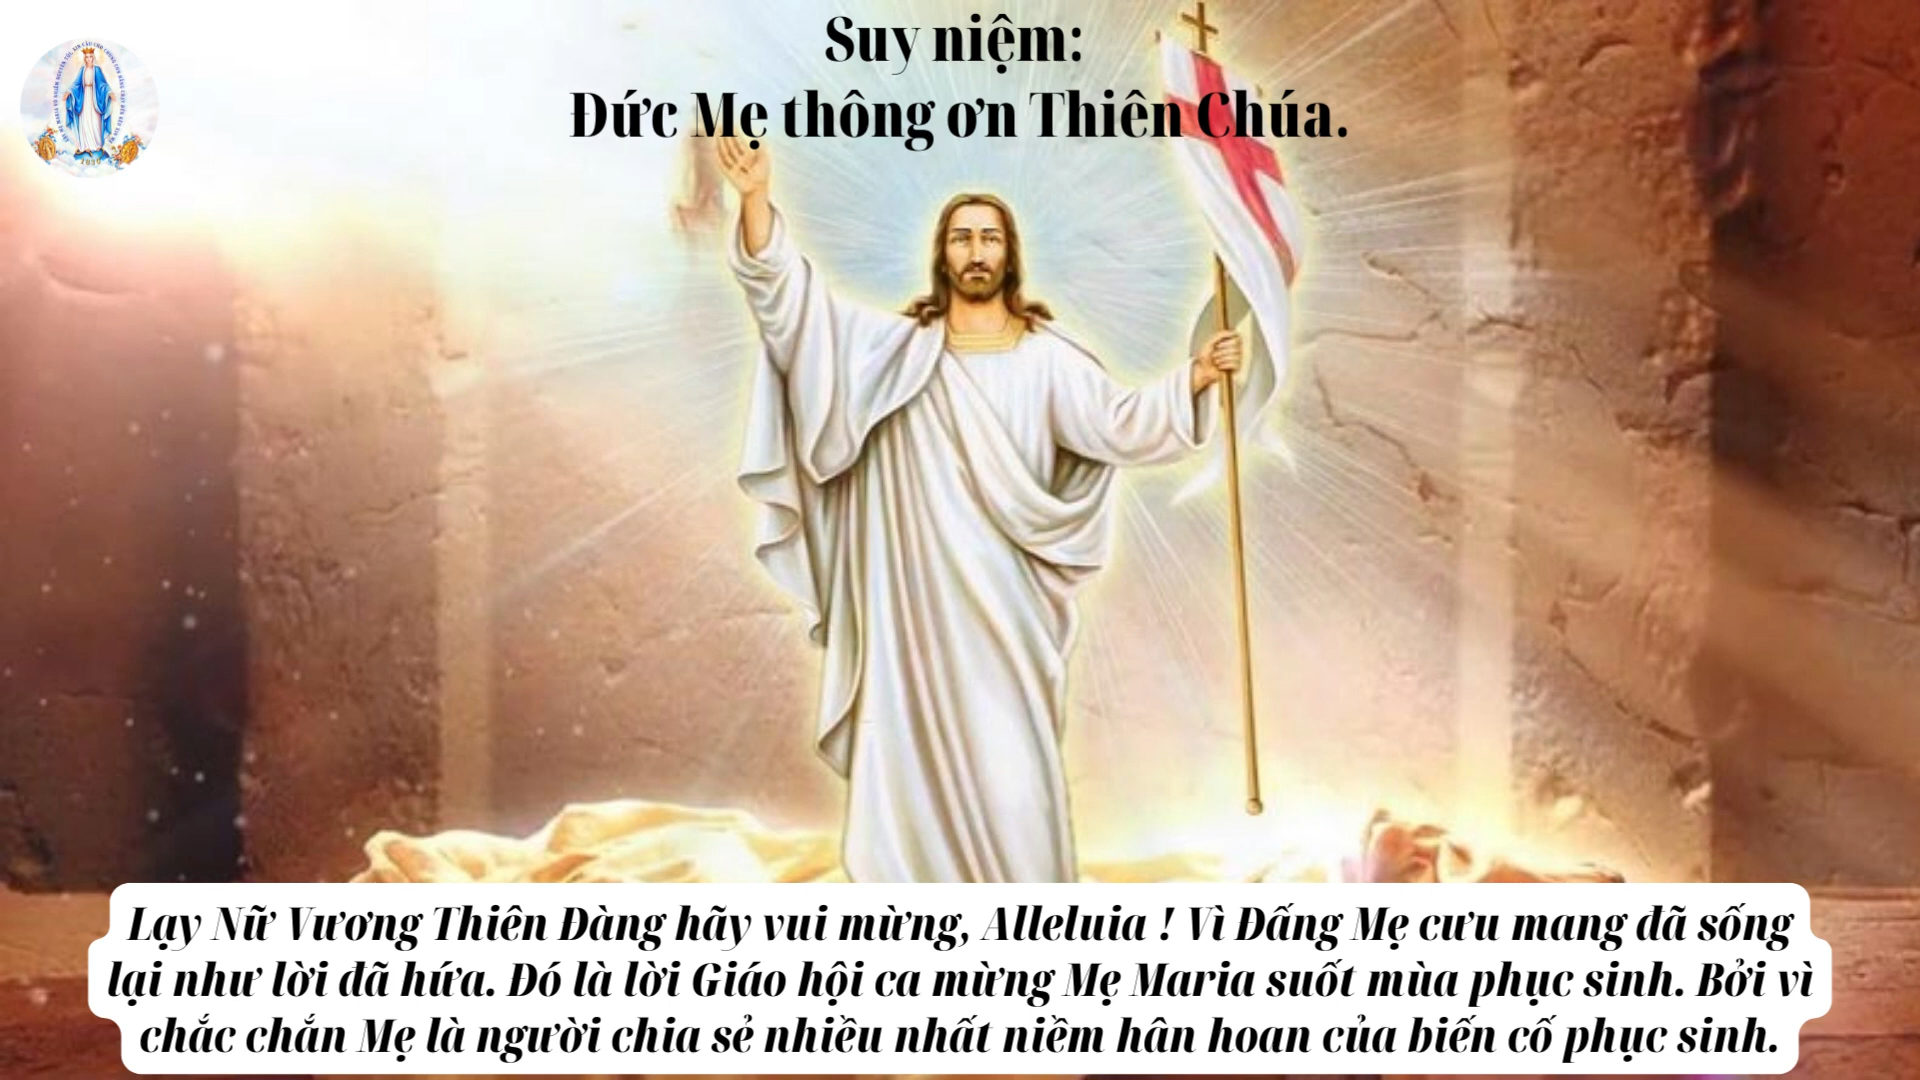 Suy niệm:
Đức Mẹ thông ơn Thiên Chúa.
1830
Lạy Nữ Vương Thiên Đàng hãy vui mừng, Alleluia ! Vì Đấng Mẹ cưu mang đã sống
lại như lời đã hứa. Đó là lời Giáo hội ca mừng Mẹ Maria suốt mùa phục sinh. Bởi vì
chắc chắn Mẹ là người chia sẻ nhiều nhất niềm hân hoan của biến cố phục sinh.